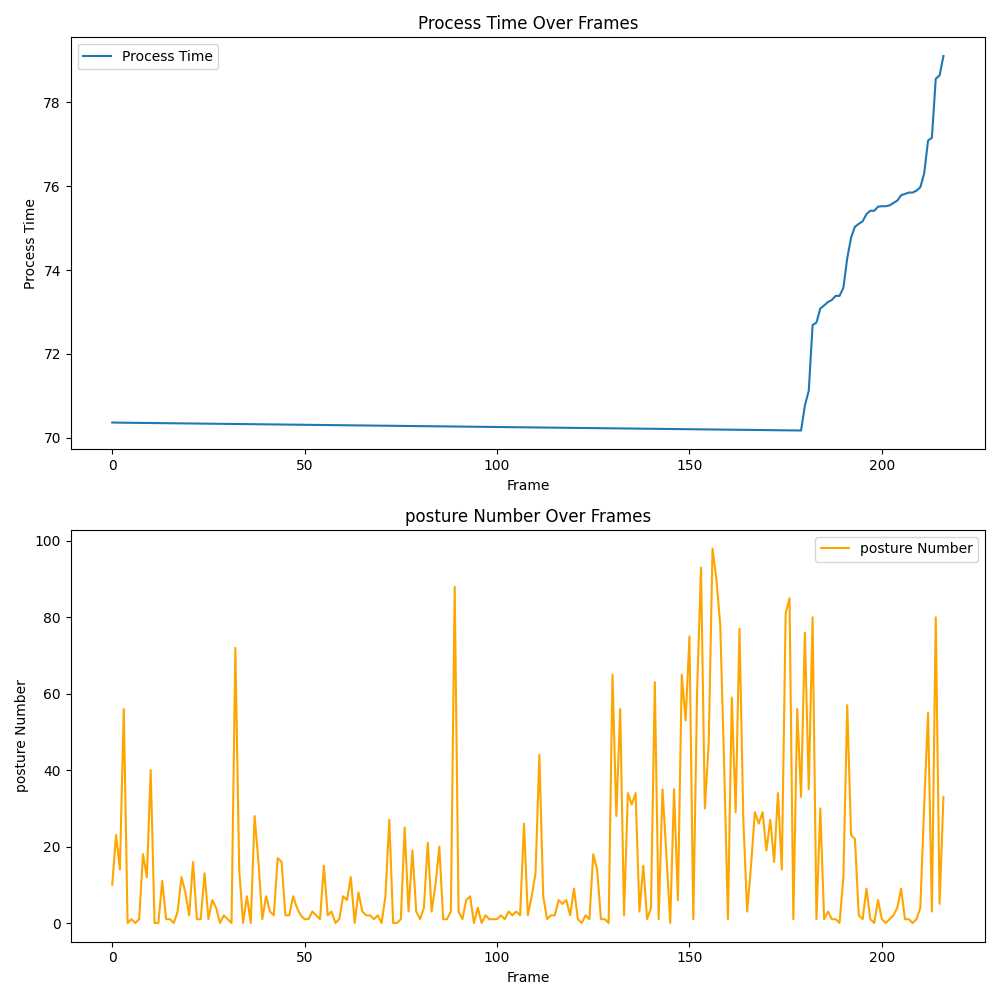 Process Time Over Frames
Process Time
78
76
74
72
70
Process Time
0 50 100 150 200
Frame
posture Number Over Frames
posture Number
100
80
60
40
20
0
posture Number
0 50 100 150 200
Frame